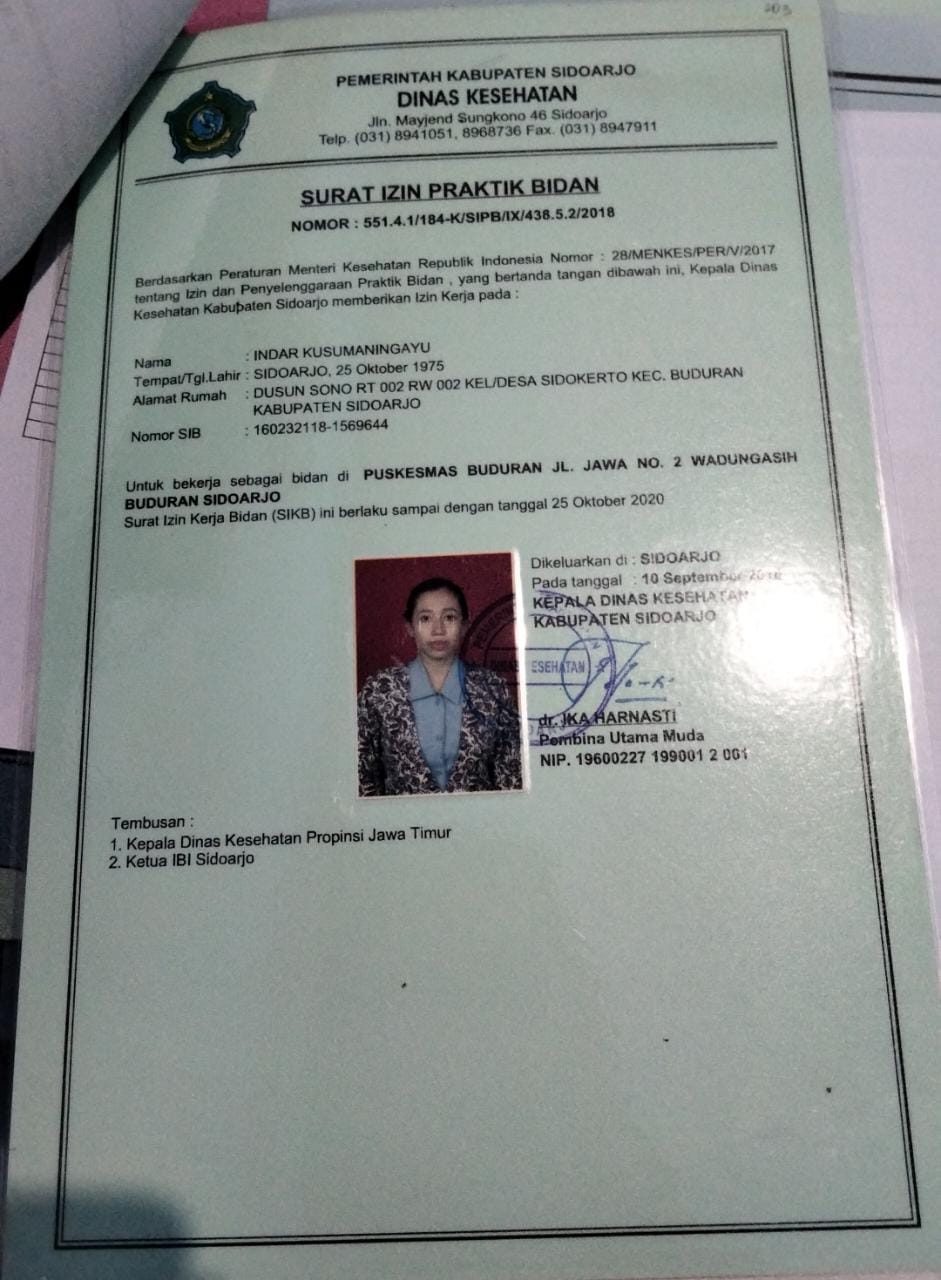 203
PEMERINTAH KABUPATEN SIDOARJO
DINAS KESEHATAN
Jln. Mayjend Sungkono 46 Sidoarjo
Telp. (031) 8941051, 8968736 Fax. (031) 8947911
SURAT IZIN PRAKTIK BIDAN
NOMOR : 551.4.1/184-K/SIPB/IX/438.5.2/2018
Berdasarkan Peraturan Menteri Kesehatan Republik Indonesia Nomor : 28/MENKES/PER/V/2017
tentang Izin dan Penyelenggaraan Praktik Bidan , yang bertanda tangan dibawah ini, Kepala Dinas
Kesehatan Kabupaten Sidoarjo memberikan Izin Kerja pada :
Nama : INDAR KUSUMANINGAYU
Tempat/Tgl.Lahir : SIDOARJO, 25 Oktober 1975
Alamat Rumah : DUSUN SONO RT 002 RW 002 KEL/DESA SIDOKERTO KEC. BUDURAN
KABUPATEN SIDOARJO
Nomor SIB : 160232118-1569644
Untuk bekerja sebagai bidan di PUSKESMAS BUDURAN JL. JAWA NO. 2 WADUNGASIH
BUDURAN SIDOARJO
Surat Izin Kerja Bidan (SIKB) ini berlaku sampai dengan tanggal 25 Oktober 2020
Dikeluarkan di : SIDOARJO
Pada tanggal : 10 September
KEPALA DINAS KESEHATAN
KABUPATEN SIDOARJO
DINAS KESEHATAN
dr. IKA HARNASTI
Pembina Utama Muda
NIP. 19600227 199001 2 001
Tembusan :
1. Kepala Dinas Kesehatan Propinsi Jawa Timur
2. Ketua IBI Sidoarjo